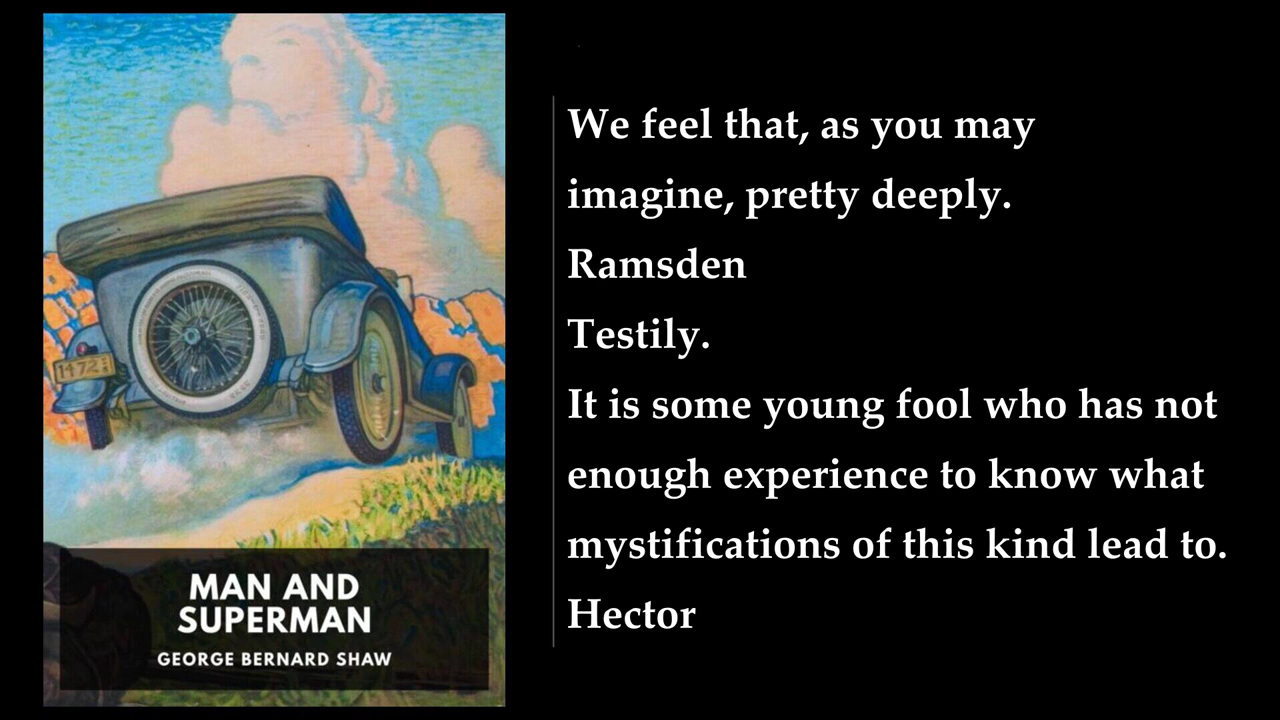 We feel that, as you may
imagine, pretty deeply.
Ramsden
Testily.
It is some young fool who has not
enough experience to know what
mystifications of this kind lead to.
Hector
1472
MAN AND
SUPERMAN
GEORGE BERNARD SHAW